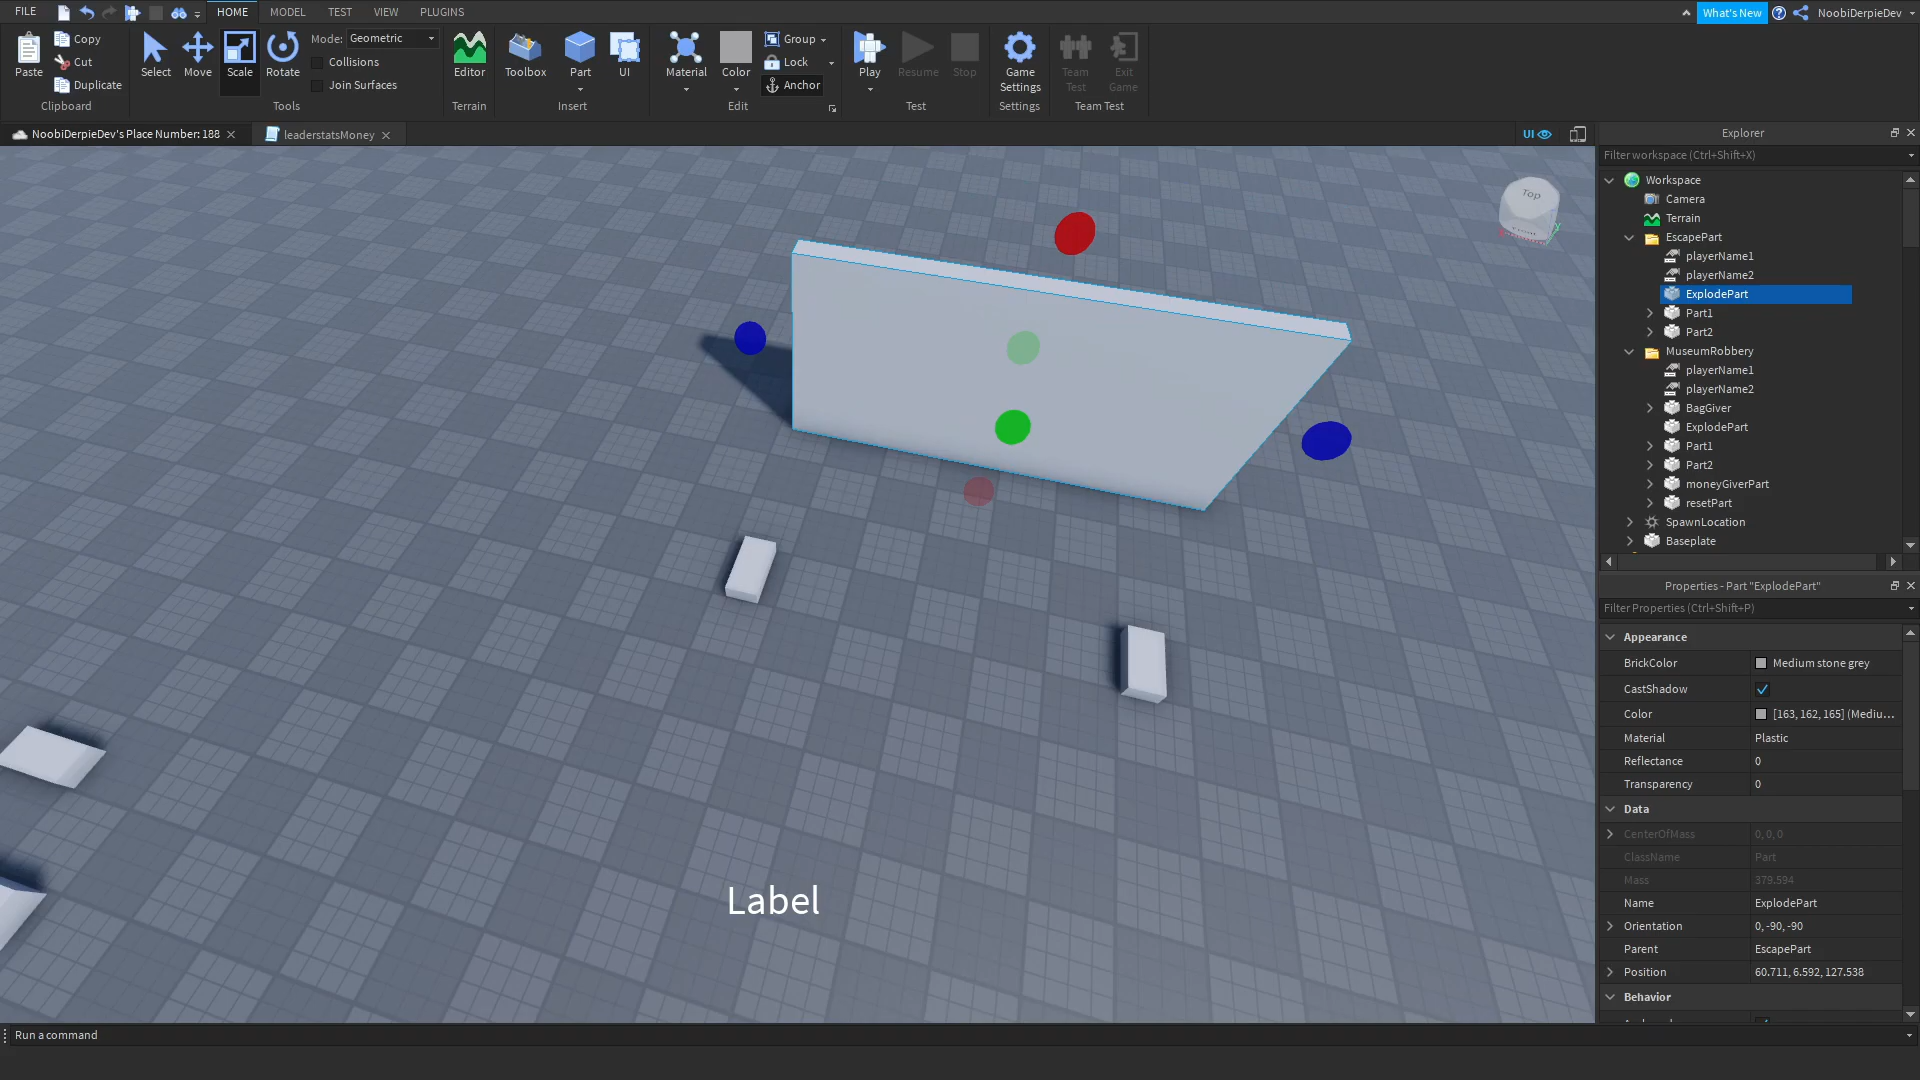 FILE HOME MODEL TEST VIEW PLUGINS What's New NoobiDerpieDev
Paste Copy Cut Duplicate Clipboard
Select Move Scale Rotate Mode: Geometric Collisions Join Surfaces Tools
Editor Terrain
Toolbox Part UI Insert
Material Color Group Lock Anchor Edit
Play Resume Stop Test
Game Settings Settings
Team Test Exit Game Team Test
NoobiDerpieDev's Place Number: 188 leaderstatsMoney UI
Top
Y
Label
Explorer
Filter workspace (Ctrl+Shift+X)
Workspace
Camera
Terrain
EscapePart
playerName1
playerName2
ExplodePart
Part1
Part2
MuseumRobbery
playerName1
playerName2
BagGiver
ExplodePart
Part1
Part2
moneyGiverPart
resetPart
SpawnLocation
Baseplate
Properties - Part "ExplodePart"
Filter Properties (Ctrl+Shift+P)
Appearance
BrickColor Medium stone grey
CastShadow
Color [163, 162, 165] (Mediu...
Material Plastic
Reflectance 0
Transparency 0
Data
CenterOfMass 0, 0, 0
ClassName Part
Mass 379.594
Name ExplodePart
Orientation 0, -90, -90
Parent EscapePart
Position 60.711, 6.592, 127.538
Behavior
Run a command